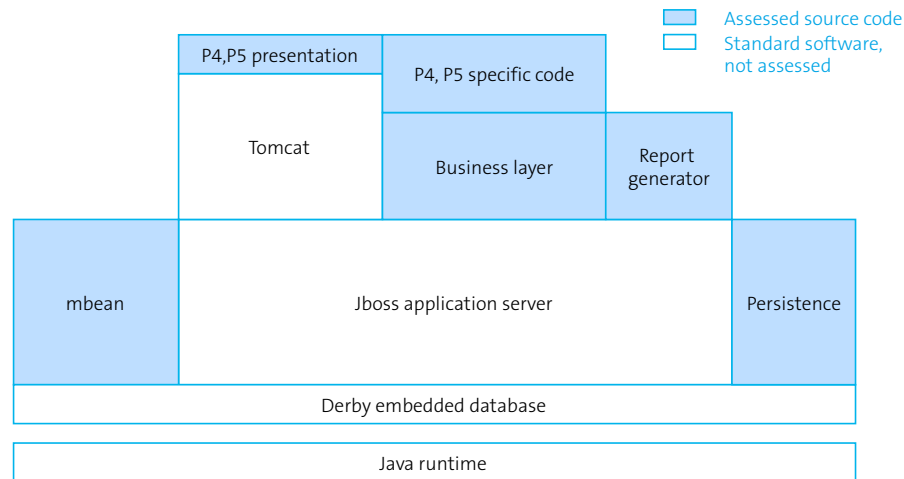 Assessed source code
Standard software,
not assessed
P4,P5 presentation
P4, P5 specific code
Tomcat
Business layer
Report
generator
mbean
Jboss application server
Persistence
Derby embedded database
Java runtime